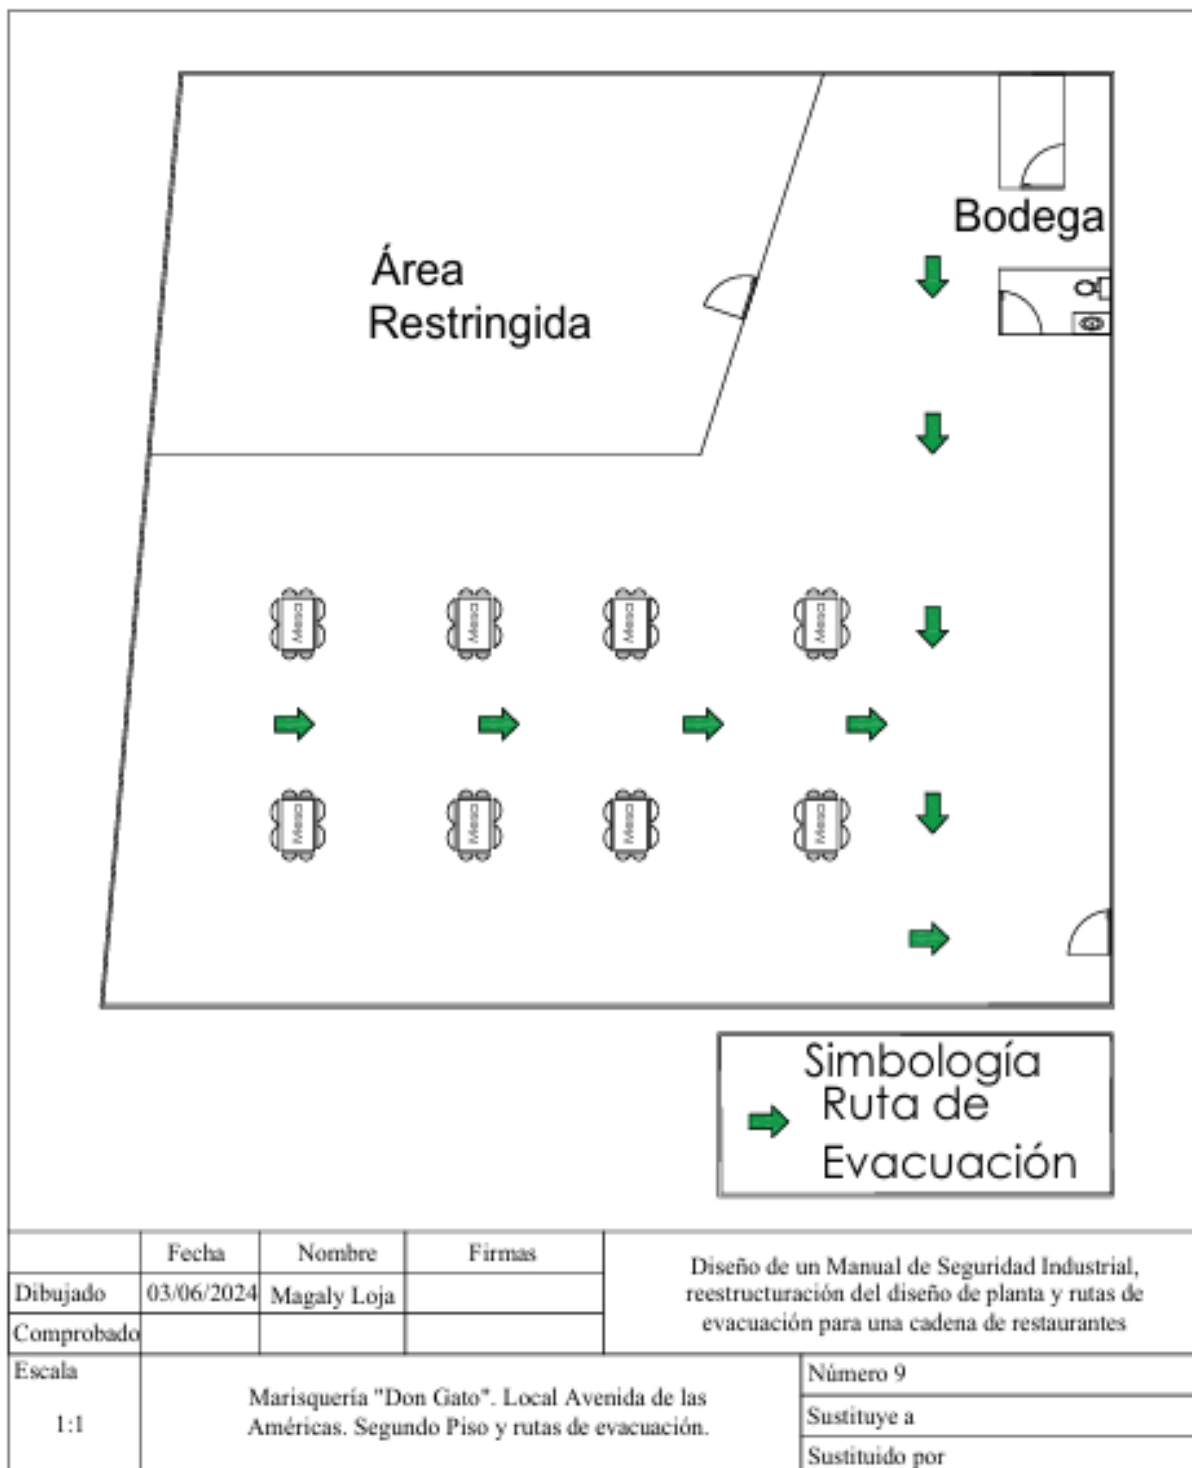 Bodega
Área
Restringida
Mesa
Mesa
Mesa
Mesa
Mesa
Mesa
Mesa
Mesa
Simbología
Ruta de
Evacuación
Fecha
Nombre
Firmas
Dibujado
03/06/2024
Magaly Loja
Comprobado
Diseño de un Manual de Seguridad Industrial,
reestructuración del diseño de planta y rutas de
evacuación para una cadena de restaurantes
Escala
1:1
Marisquería "Don Gato". Local Avenida de las
Américas. Segundo Piso y rutas de evacuación.
Número 9
Sustituye a
Sustituido por